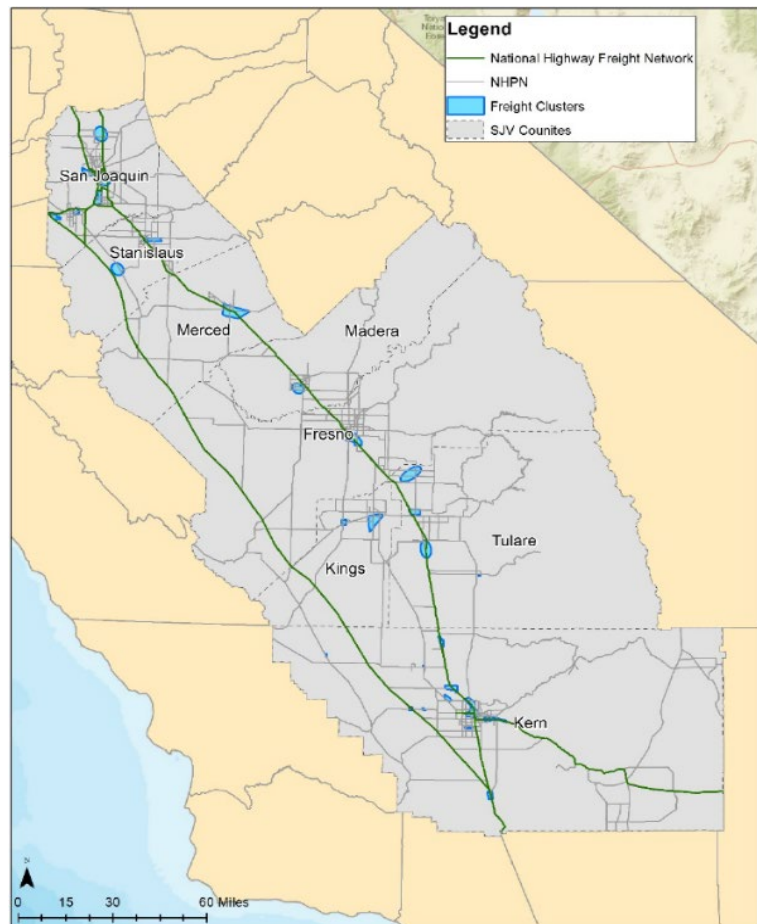 Legend
National Highway Freight Network
NHPN
Freight Clusters
SJV Counites
San Joaquin
Stanislaus
Merced
Madera
Fresno
Tulare
Kings
Kern
0 15 30 60 Miles